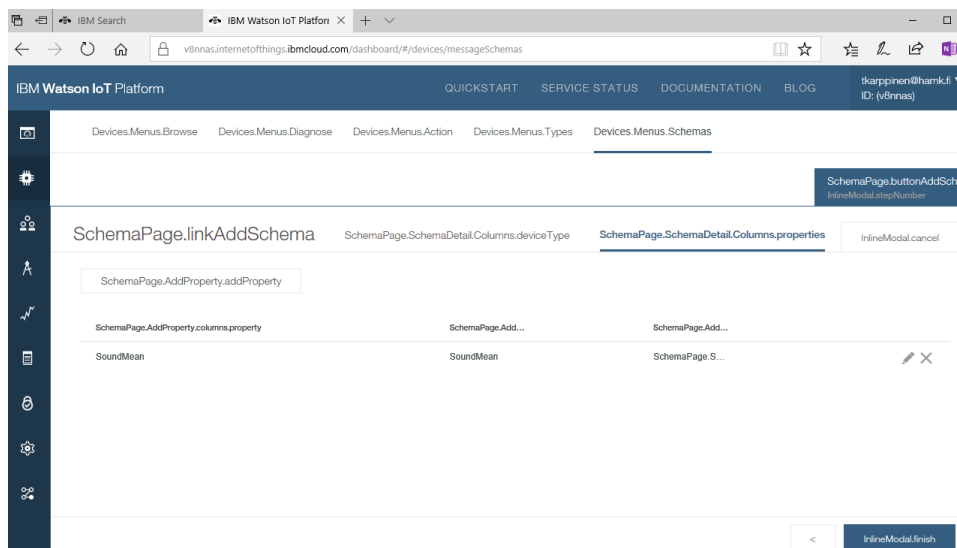 IBM Search
IBM Watson IoT Platforr
v8nnas.internetofthings.ibmcloud.com/dashboard/#/devices/messageSchemas
IBM Watson IoT Platform
QUICKSTART SERVICE STATUS DOCUMENTATION BLOG
tkarppinen@hamk.fi
ID: (v8nnas)
Devices.Menus.Browse Devices.Menus.Diagnose Devices.Menus.Action Devices.Menus.Types Devices.Menus.Schemas
SchemaPage.buttonAddSch
InlineModal.stepNumber
SchemaPage.linkAddSchema SchemaPage.SchemaDetail.Columns.deviceType SchemaPage.SchemaDetail.Columns.properties InlineModal.cancel
SchemaPage.AddProperty.addProperty
SchemaPage.AddProperty.columns.property SchemaPage.Add... SchemaPage.Add...
SoundMean SoundMean SchemaPage.S...
< InlineModal.finish